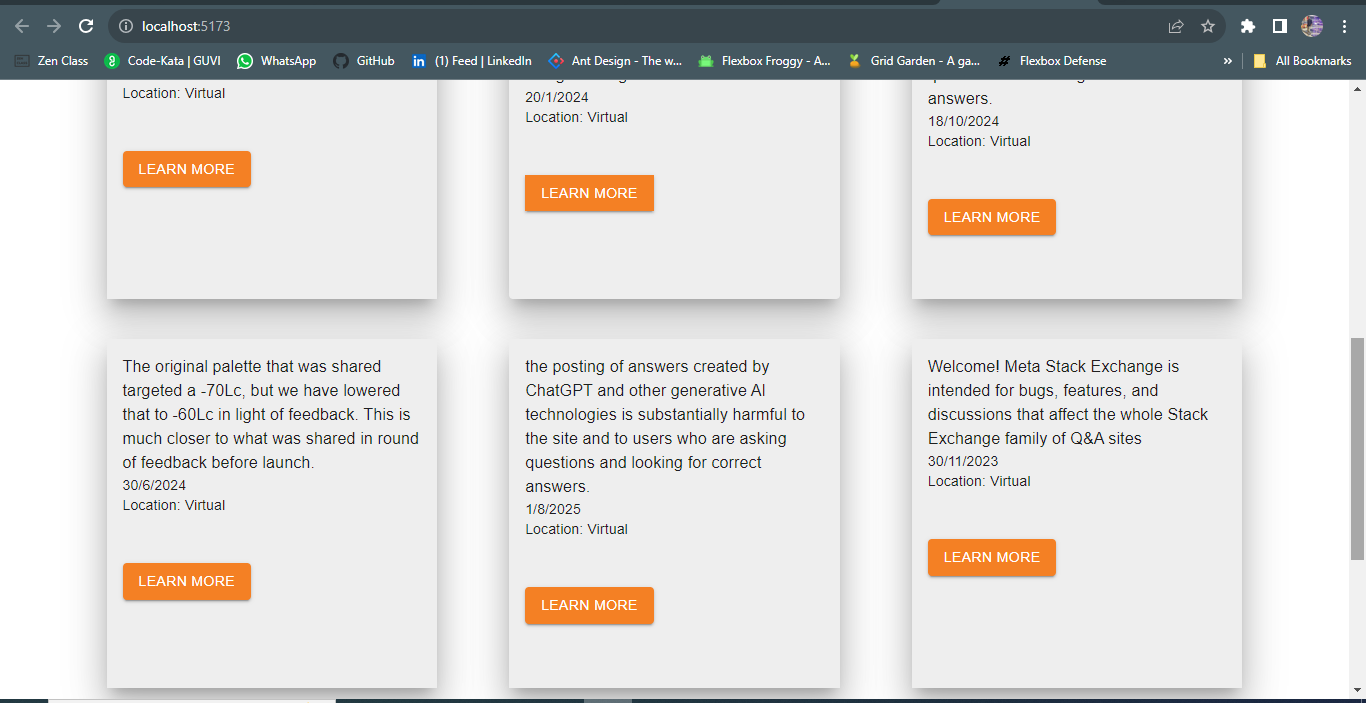 localhost:5173
Zen Class
Code-Kata | GUVI
WhatsApp
GitHub
(1) Feed | LinkedIn
Ant Design - The w...
Flexbox Froggy - A...
Grid Garden - A ga...
Flexbox Defense
»
All Bookmarks
Location: Virtual
LEARN MORE
20/1/2024
Location: Virtual
LEARN MORE
answers.
18/10/2024
Location: Virtual
LEARN MORE
The original palette that was shared
targeted a -70Lc, but we have lowered
that to -60Lc in light of feedback. This is
much closer to what was shared in round
of feedback before launch.
30/6/2024
Location: Virtual
LEARN MORE
the posting of answers created by
ChatGPT and other generative AI
technologies is substantially harmful to
the site and to users who are asking
questions and looking for correct
answers.
1/8/2025
Location: Virtual
LEARN MORE
Welcome! Meta Stack Exchange is
intended for bugs, features, and
discussions that affect the whole Stack
Exchange family of Q&A sites
30/11/2023
Location: Virtual
LEARN MORE